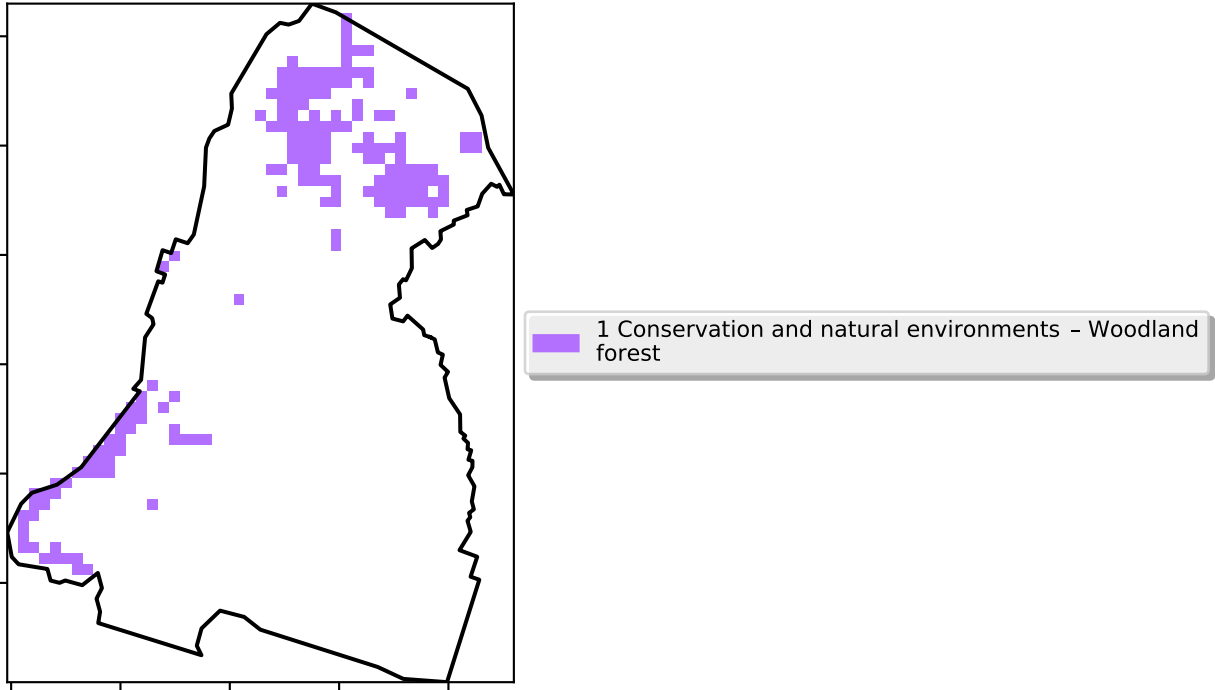 1 Conservation and natural environments – Woodland
forest